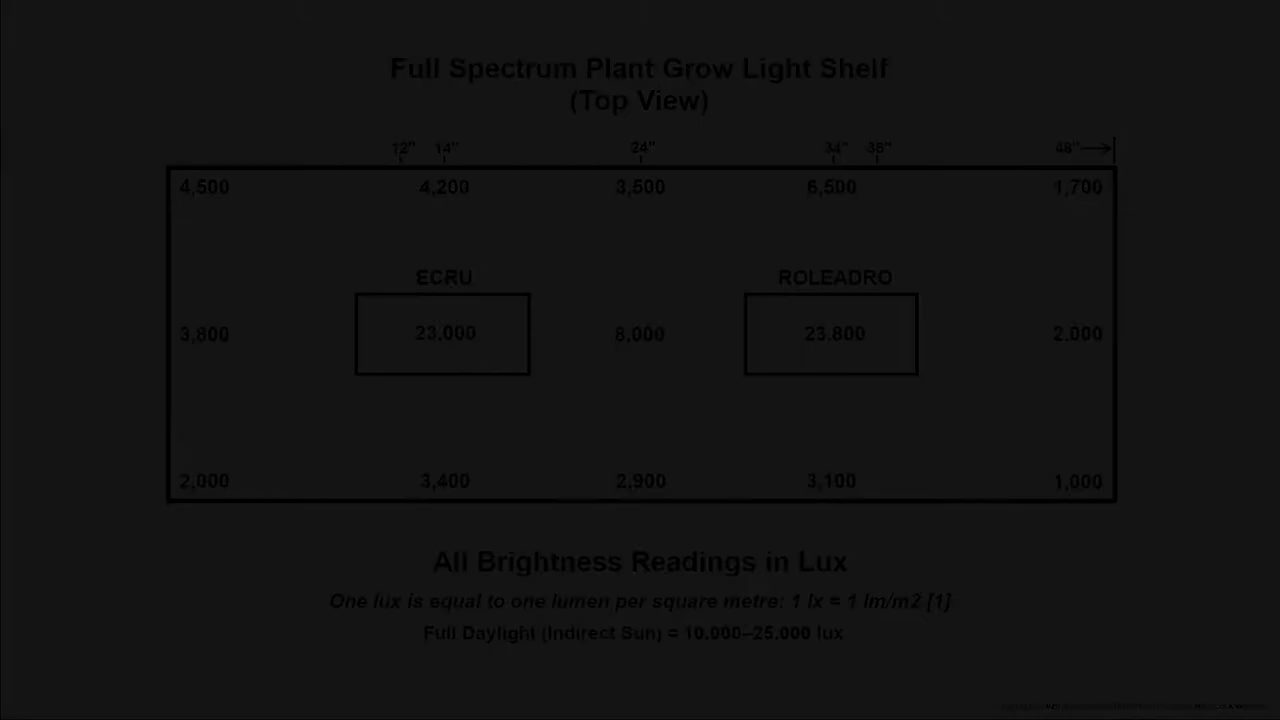 Full Spectrum Plant Grow Light Shelf
(Top View)
12" 14" 24" 34" 38" 48"
4,500 4,200 3,500 6,500 1,700
ECRU ROLEADRO
3,800 23.000 8,000 23.800 2.000
2,000 3,400 2,900 3,100 1,000
All Brightness Readings in Lux
One lux is equal to one lumen per square metre: 1 lx = 1 lm/m2 [1]
Full Daylight (Indirect Sun) = 10.000–25.000 lux